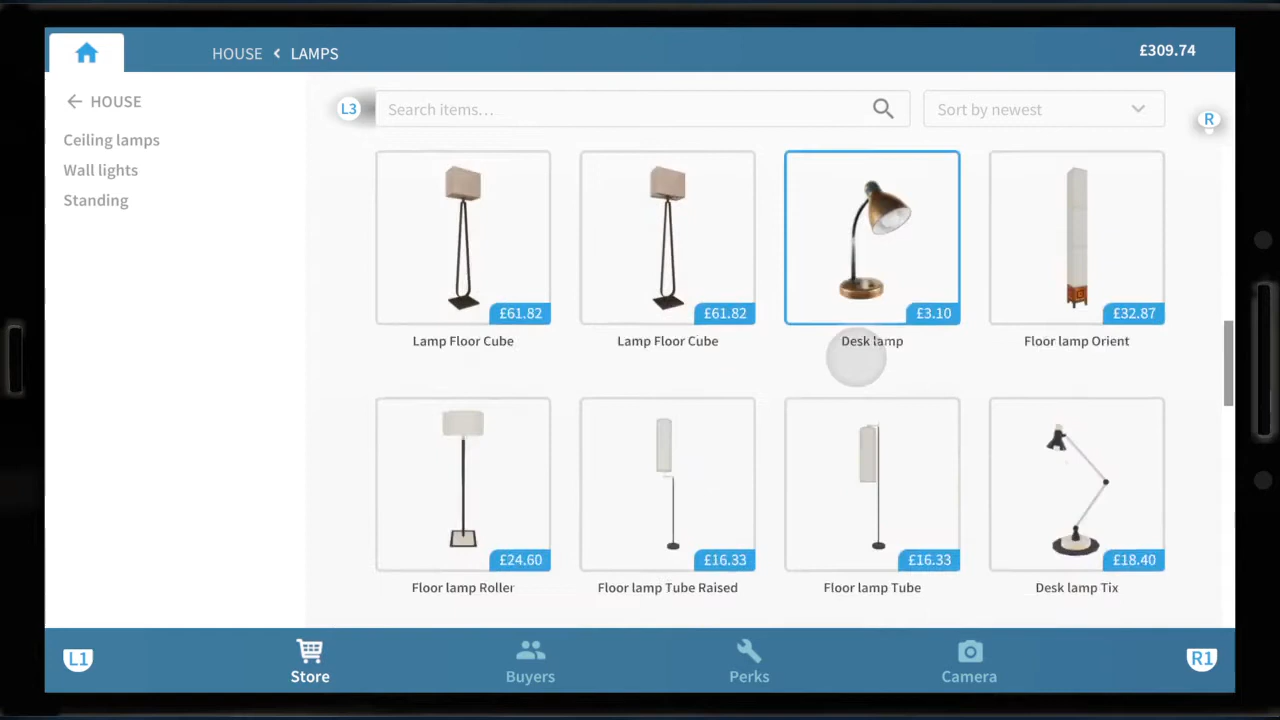 HOUSE < LAMPS
£309.74
HOUSE
Ceiling lamps
Wall lights
Standing
L3
Search items...
Sort by newest
R
£61.82
£61.82
£3.10
£32.87
Lamp Floor Cube
Lamp Floor Cube
Desk lamp
Floor lamp Orient
£24.60
£16.33
£16.33
£18.40
Floor lamp Roller
Floor lamp Tube Raised
Floor lamp Tube
Desk lamp Tix
L1
Store
Buyers
Perks
Camera
R1